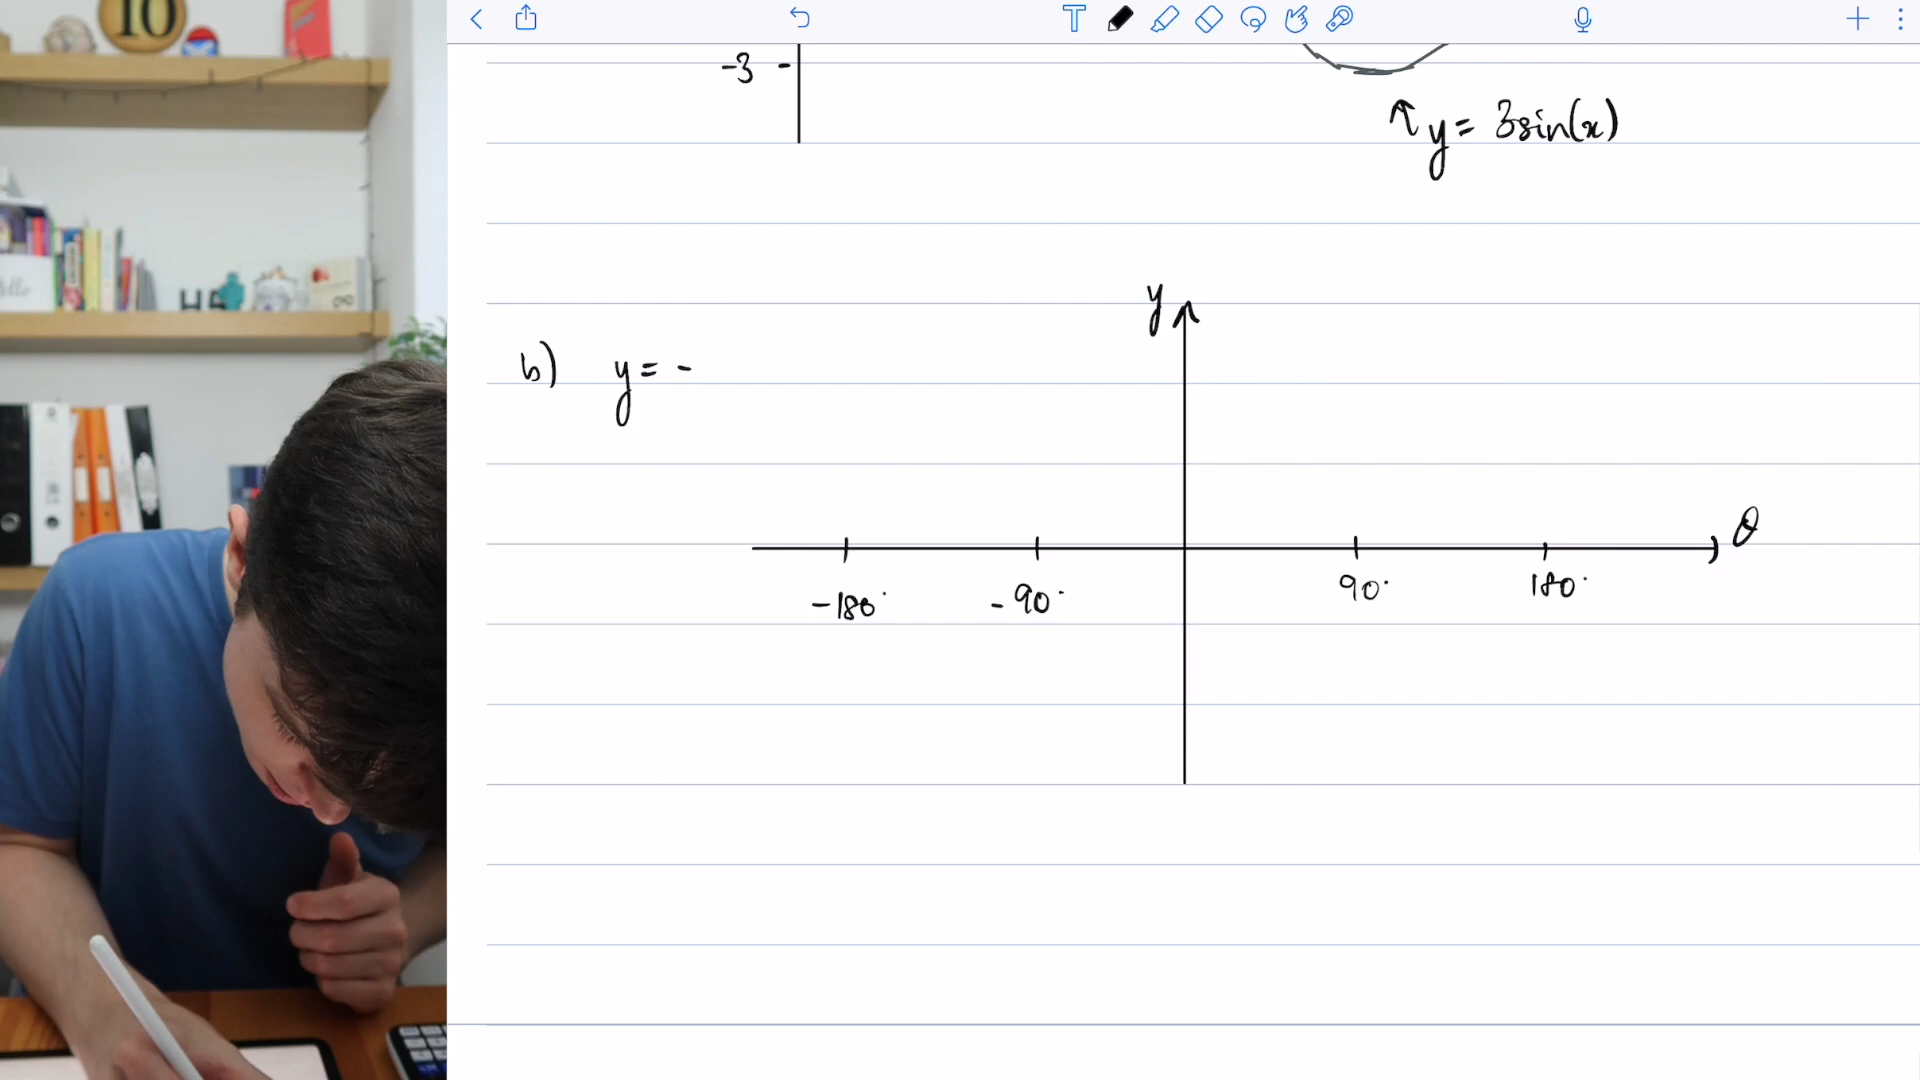 10
-3
↑ y = 3sin(x)
y
b) y = -
θ
-180° -90° 90° 180°